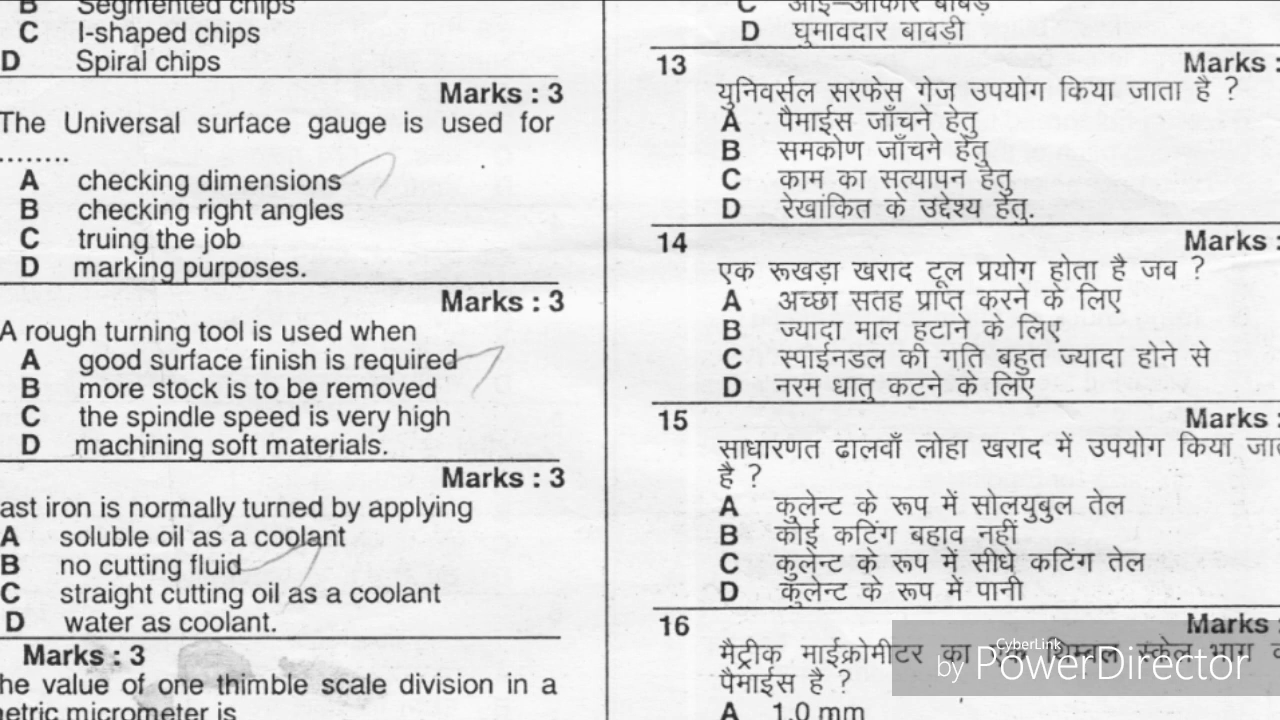 B Segmented chips
C I-shaped chips
D Spiral chips
Marks : 3
The Universal surface gauge is used for
........
A checking dimensions
B checking right angles
C truing the job
D marking purposes.
Marks : 3
A rough turning tool is used when
A good surface finish is required
B more stock is to be removed
C the spindle speed is very high
D machining soft materials.
Marks : 3
ast iron is normally turned by applying
A soluble oil as a coolant
B no cutting fluid
C straight cutting oil as a coolant
D water as coolant.
Marks : 3
he value of one thimble scale division in a
etric micrometer is
C आई–आकार बावड़
D घुमावदार बावड़ी
13 Marks :
युनिवर्सल सरफेस गेज उपयोग किया जाता है ?
A पैमाईस जाँचने हेतु
B समकोण जाँचने हेतु
C काम का सत्यापन हेतु
D रेखांकित के उद्देश्य हेतु.
14 Marks :
एक रूखड़ा खराद टूल प्रयोग होता है जब ?
A अच्छा सतह प्राप्त करने के लिए
B ज्यादा माल हटाने के लिए
C स्पाईनडल की गति बहुत ज्यादा होने से
D नरम धातु कटने के लिए
15 Marks :
साधारणत ढालवाँ लोहा खराद में उपयोग किया जात
है ?
A कुलेन्ट के रूप में सोलयुबुल तेल
B कोई कटिंग बहाव नहीं
C कुलेन्ट के रूप में सीधे कटिंग तेल
D कुलेन्ट के रूप में पानी
16 Marks :
मैट्रीक माईक्रोमीटर का एक थिम्बल स्केल भाग
पैमाईस है ?
A 1.0 mm
CyberLink
by PowerDirector